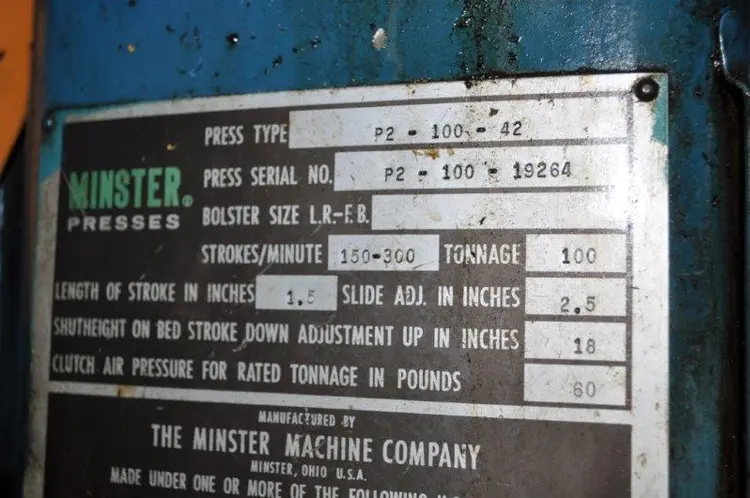 MINSTER®
PRESSES
PRESS TYPE P2 - 100 - 42
PRESS SERIAL NO. P2 - 100 - 19264
BOLSTER SIZE L.R.-F.B.
STROKES/MINUTE 150-300 TONNAGE 100
LENGTH OF STROKE IN INCHES 1.5 SLIDE ADJ. IN INCHES 2.5
SHUTHEIGHT ON BED STROKE DOWN ADJUSTMENT UP IN INCHES 18
CLUTCH AIR PRESSURE FOR RATED TONNAGE IN POUNDS 60
MANUFACTURED BY
THE MINSTER MACHINE COMPANY
MINSTER, OHIO U.S.A.
MADE UNDER ONE OR MORE OF THE FOLLOWING